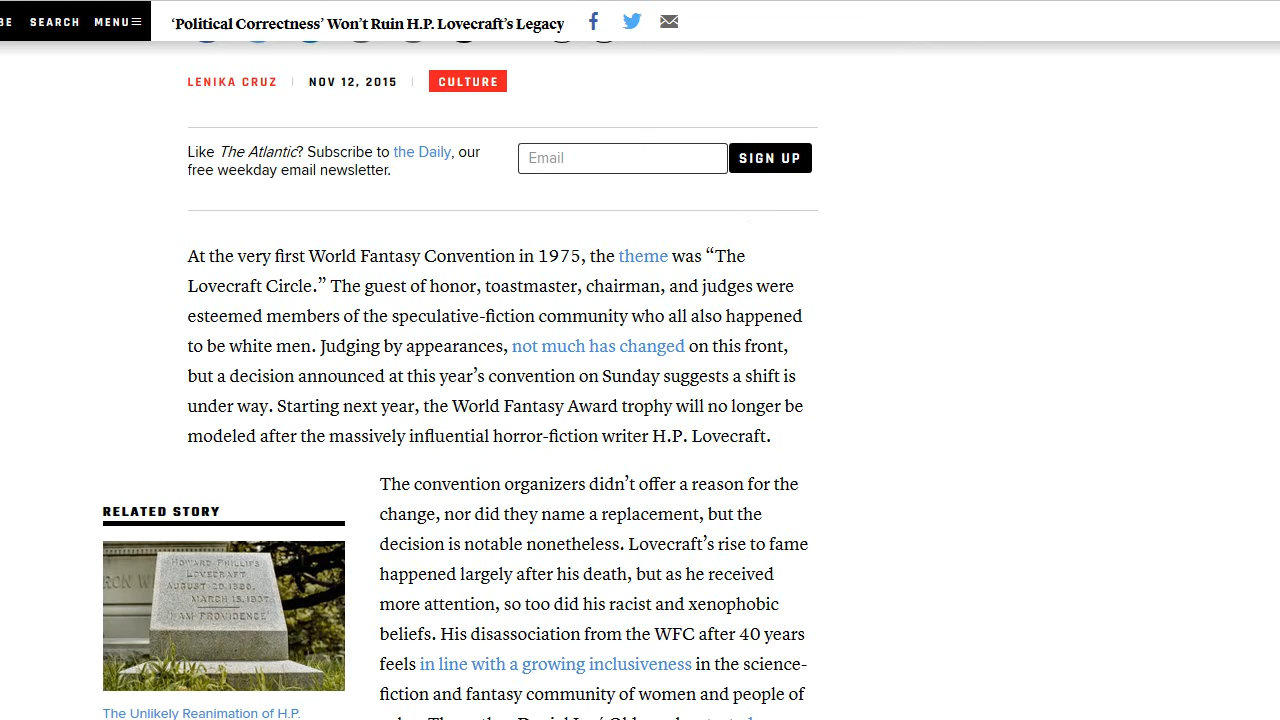 BE SEARCH MENU
‘Political Correctness’ Won’t Ruin H.P. Lovecraft’s Legacy
LENIKA CRUZ | NOV 12, 2015 | CULTURE
Like The Atlantic? Subscribe to the Daily, our
free weekday email newsletter.
Email
SIGN UP
At the very first World Fantasy Convention in 1975, the theme was “The
Lovecraft Circle.” The guest of honor, toastmaster, chairman, and judges were
esteemed members of the speculative-fiction community who all also happened
to be white men. Judging by appearances, not much has changed on this front,
but a decision announced at this year’s convention on Sunday suggests a shift is
under way. Starting next year, the World Fantasy Award trophy will no longer be
modeled after the massively influential horror-fiction writer H.P. Lovecraft.
RELATED STORY
HOWARD PHILLIPS
LOVECRAFT
AUGUST 20, 1890,
MARCH 15, 1937
I AM PROVIDENCE
The Unlikely Reanimation of H.P.
The convention organizers didn’t offer a reason for the
change, nor did they name a replacement, but the
decision is notable nonetheless. Lovecraft’s rise to fame
happened largely after his death, but as he received
more attention, so too did his racist and xenophobic
beliefs. His disassociation from the WFC after 40 years
feels in line with a growing inclusiveness in the science-
fiction and fantasy community of women and people of